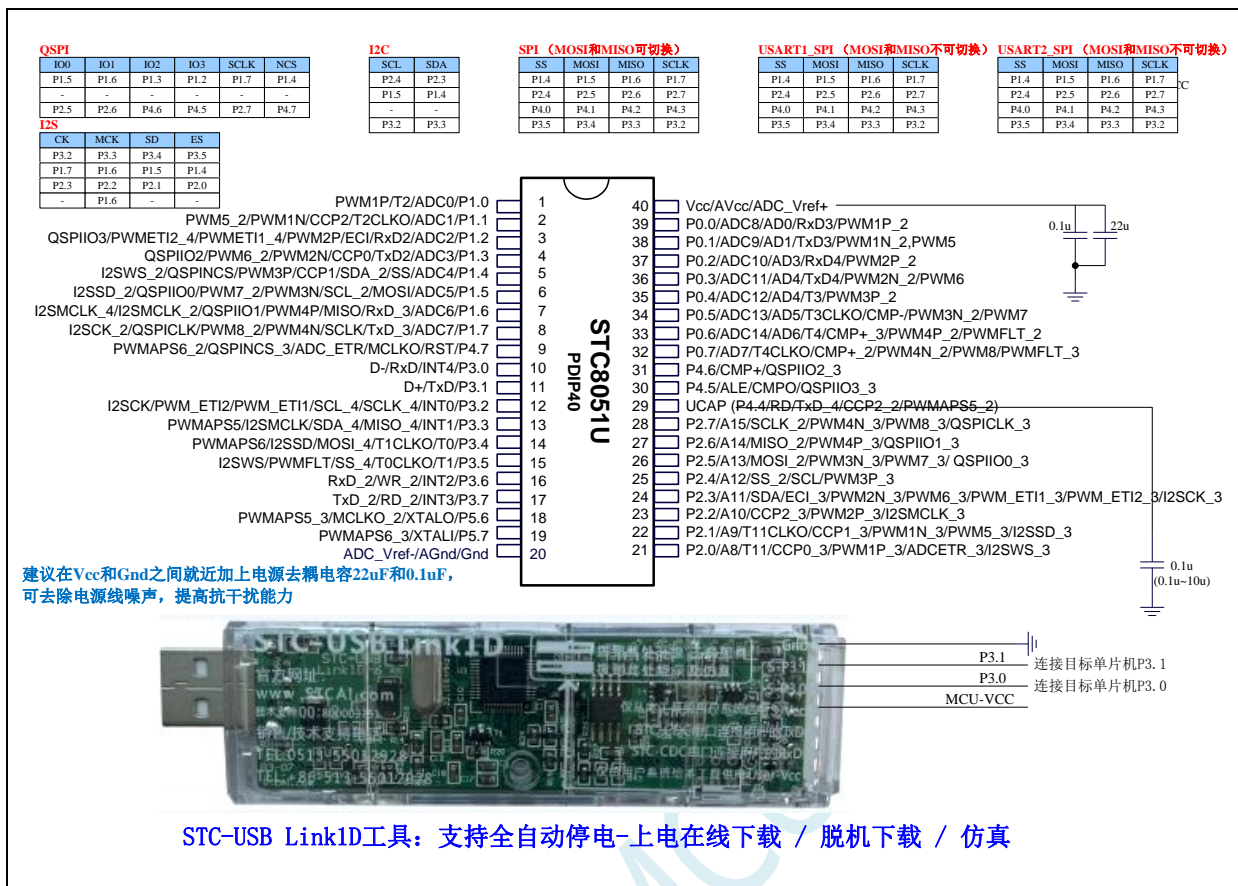 QSPI
IO0 IO1 IO2 IO3 SCLK NCS
P1.5 P1.6 P1.3 P1.2 P1.7 P1.4
- - - - - -
P2.5 P2.6 P4.6 P4.5 P2.7 P4.7
I2S
CK MCK SD ES
P3.2 P3.3 P3.4 P3.5
P1.7 P1.6 P1.5 P1.4
P2.3 P2.2 P2.1 P2.0
- P1.6 - -
I2C
SCL SDA
P2.4 P2.3
P1.5 P1.4
- -
P3.2 P3.3
SPI （MOSI和MISO可切换）
SS MOSI MISO SCLK
P1.4 P1.5 P1.6 P1.7
P2.4 P2.5 P2.6 P2.7
P4.0 P4.1 P4.2 P4.3
P3.5 P3.4 P3.3 P3.2
USART1_SPI （MOSI和MISO不可切换）
SS MOSI MISO SCLK
P1.4 P1.5 P1.6 P1.7
P2.4 P2.5 P2.6 P2.7
P4.0 P4.1 P4.2 P4.3
P3.5 P3.4 P3.3 P3.2
USART2_SPI （MOSI和MISO不可切换）
SS MOSI MISO SCLK
P1.4 P1.5 P1.6 P1.7
P2.4 P2.5 P2.6 P2.7
P4.0 P4.1 P4.2 P4.3
P3.5 P3.4 P3.3 P3.2
CC
PWM1P/T2/ADC0/P1.0 1
PWM5_2/PWM1N/CCP2/T2CLKO/ADC1/P1.1 2
QSPIIO3/PWMETI2_4/PWMETI1_4/PWM2P/ECI/RxD2/ADC2/P1.2 3
QSPIIO2/PWM6_2/PWM2N/CCP0/TxD2/ADC3/P1.3 4
I2SWS_2/QSPINCS/PWM3P/CCP1/SDA_2/SS/ADC4/P1.4 5
I2SSD_2/QSPIIO0/PWM7_2/PWM3N/SCL_2/MOSI/ADC5/P1.5 6
I2SMCLK_4/I2SMCLK_2/QSPIIO1/PWM4P/MISO/RxD_3/ADC6/P1.6 7
I2SCK_2/QSPICLK/PWM8_2/PWM4N/SCLK/TxD_3/ADC7/P1.7 8
PWMAPS6_2/QSPINCS_3/ADC_ETR/MCLKO/RST/P4.7 9
D-/RxD/INT4/P3.0 10
D+/TxD/P3.1 11
I2SCK/PWM_ETI2/PWM_ETI1/SCL_4/SCLK_4/INT0/P3.2 12
PWMAPS5/I2SMCLK/SDA_4/MISO_4/INT1/P3.3 13
PWMAPS6/I2SSD/MOSI_4/T1CLKO/T0/P3.4 14
I2SWS/PWMFLT/SS_4/T0CLKO/T1/P3.5 15
RxD_2/WR_2/INT2/P3.6 16
TxD_2/RD_2/INT3/P3.7 17
PWMAPS5_3/MCLKO_2/XTALO/P5.6 18
PWMAPS6_3/XTALI/P5.7 19
ADC_Vref-/AGnd/Gnd 20
STC8051U
PDIP40
40 Vcc/AVcc/ADC_Vref+
39 P0.0/ADC8/AD0/RxD3/PWM1P_2
38 P0.1/ADC9/AD1/TxD3/PWM1N_2,PWM5
37 P0.2/ADC10/AD3/RxD4/PWM2P_2
36 P0.3/ADC11/AD4/TxD4/PWM2N_2/PWM6
35 P0.4/ADC12/AD4/T3/PWM3P_2
34 P0.5/ADC13/AD5/T3CLKO/CMP-/PWM3N_2/PWM7
33 P0.6/ADC14/AD6/T4/CMP+_3/PWM4P_2/PWMFLT_2
32 P0.7/AD7/T4CLKO/CMP+_2/PWM4N_2/PWM8/PWMFLT_3
31 P4.6/CMP+/QSPIIO2_3
30 P4.5/ALE/CMPO/QSPIIO3_3
29 UCAP (P4.4/RD/TxD_4/CCP2_2/PWMAPS5_2)
28 P2.7/A15/SCLK_2/PWM4N_3/PWM8_3/QSPICLK_3
27 P2.6/A14/MISO_2/PWM4P_3/QSPIIO1_3
26 P2.5/A13/MOSI_2/PWM3N_3/PWM7_3/ QSPIIO0_3
25 P2.4/A12/SS_2/SCL/PWM3P_3
24 P2.3/A11/SDA/ECI_3/PWM2N_3/PWM6_3/PWM_ETI1_3/PWM_ETI2_3/I2SCK_3
23 P2.2/A10/CCP2_3/PWM2P_3/I2SMCLK_3
22 P2.1/A9/T11CLKO/CCP1_3/PWM1N_3/PWM5_3/I2SSD_3
21 P2.0/A8/T11/CCP0_3/PWM1P_3/ADCETR_3/I2SWS_3
0.1u 22u
0.1u
(0.1u~10u)
建议在Vcc和Gnd之间就近加上电源去耦电容22uF和0.1uF，
可去除电源线噪声，提高抗干扰能力
STC-USB Link1D
官方网址:
www.STCAI.com
TEL:0513-55012928
GND
P3.1 连接目标单片机P3.1
P3.0 连接目标单片机P3.0
MCU-VCC
STC-USB Link1D工具：支持全自动停电-上电在线下载 / 脱机下载 / 仿真